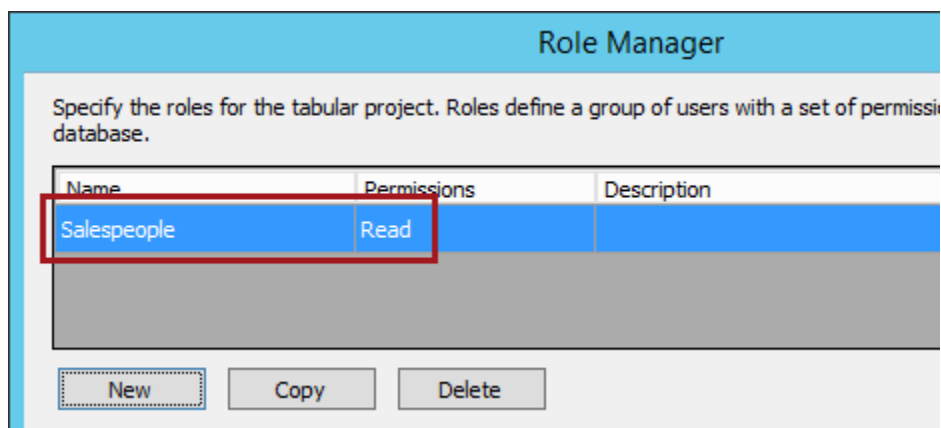 Role Manager
Specify the roles for the tabular project. Roles define a group of users with a set of
database.
Name Permissions Description
Salespeople Read
New Copy Delete